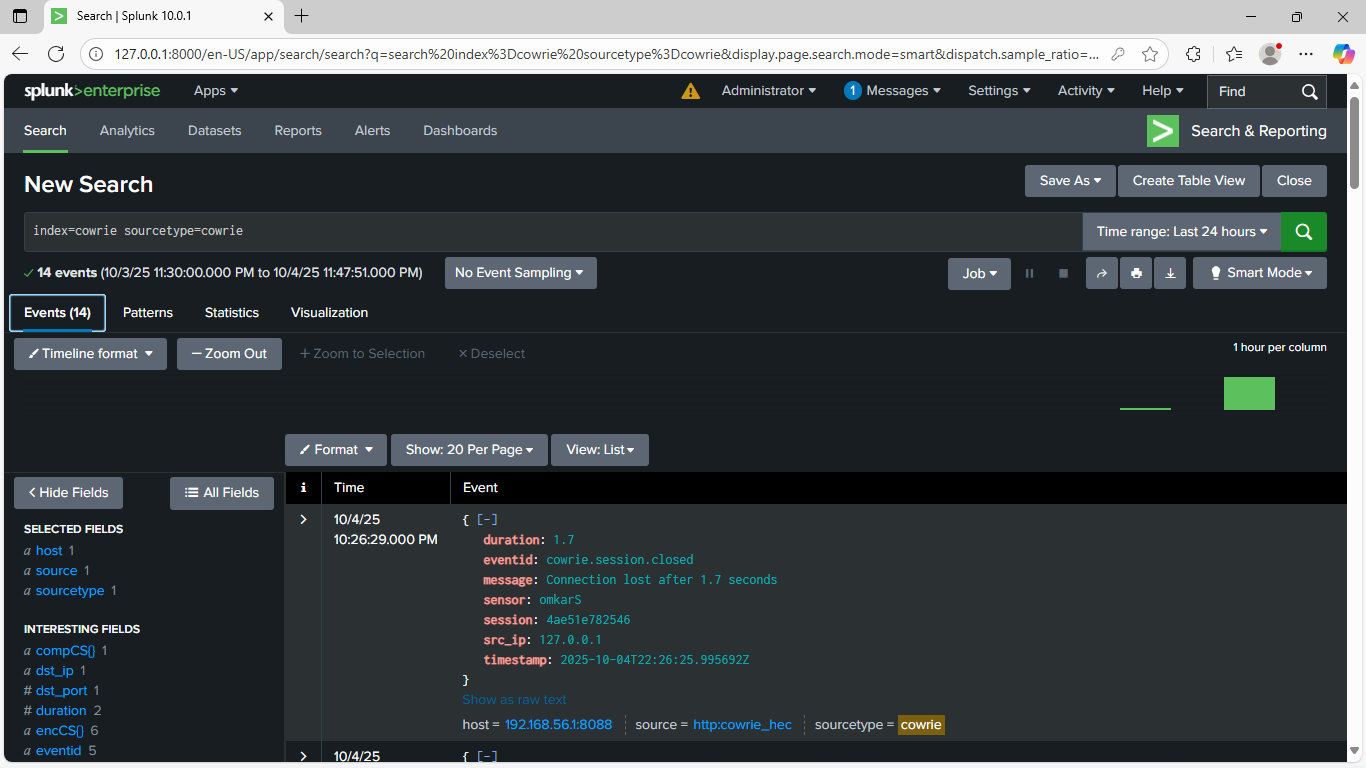 Search | Splunk 10.0.1
127.0.0.1:8000/en-US/app/search/search?q=search%20index%3Dcowrie%20sourcetype%3Dcowrie&display.page.search.mode=smart&dispatch.sample_ratio=...
splunk>enterprise Apps Administrator 1 Messages Settings Activity Help Find
Search Analytics Datasets Reports Alerts Dashboards Search & Reporting
New Search Save As Create Table View Close
index=cowrie sourcetype=cowrie Time range: Last 24 hours
✓ 14 events (10/3/25 11:30:00.000 PM to 10/4/25 11:47:51.000 PM) No Event Sampling Job Smart Mode
Events (14) Patterns Statistics Visualization
Timeline format — Zoom Out + Zoom to Selection × Deselect 1 hour per column
Format Show: 20 Per Page View: List
< Hide Fields All Fields i Time Event
SELECTED FIELDS
a host 1
a source 1
a sourcetype 1
INTERESTING FIELDS
a compCS{} 1
a dst_ip 1
# dst_port 1
# duration 2
a encCS{} 6
a eventid 5
> 10/4/25 { [-]
10:26:29.000 PM duration: 1.7
eventid: cowrie.session.closed
message: Connection lost after 1.7 seconds
sensor: omkarS
session: 4ae51e782546
src_ip: 127.0.0.1
timestamp: 2025-10-04T22:26:25.995692Z
}
Show as raw text
host = 192.168.56.1:8088 source = http:cowrie_hec sourcetype = cowrie
> 10/4/25 { [-]